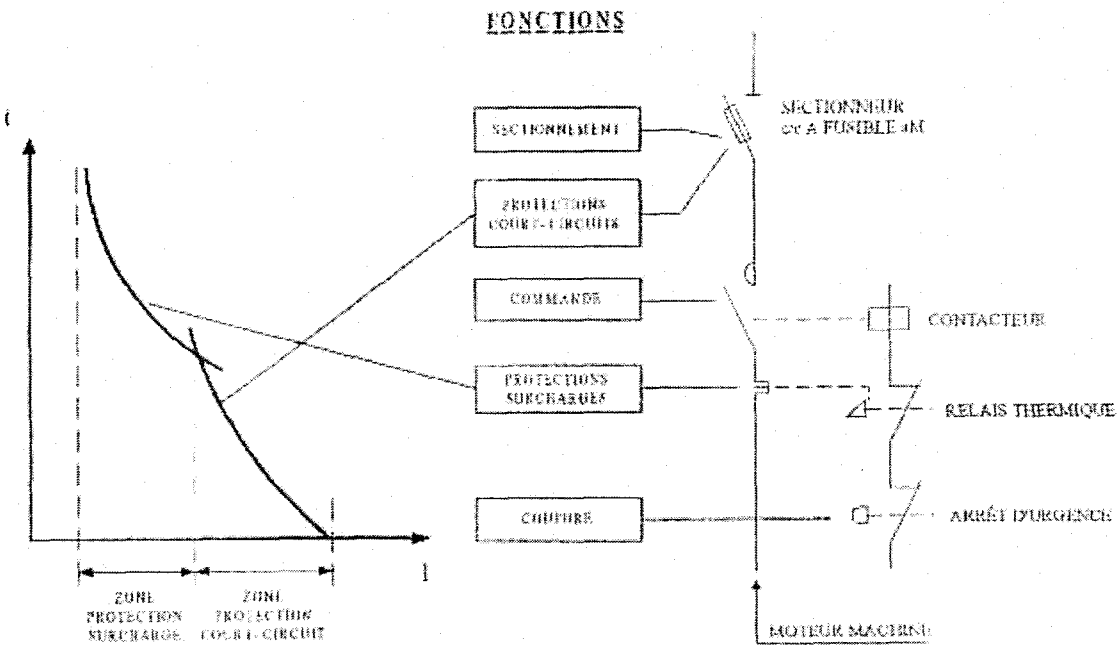 FONCTIONS
t
SECTIONNEMENT
SECTIONNEUR
A FUSIBLE aM
PROTECTIONS
COURT-CIRCUITS
COMMANDE
CONTACTEUR
PROTECTIONS
SURCHARGES
RELAIS THERMIQUE
COUPURE
ARRÊT D'URGENCE
I
ZONE
PROTECTION
SURCHARGE
ZONE
PROTECTION
COURT-CIRCUIT
MOTEUR MACHINE